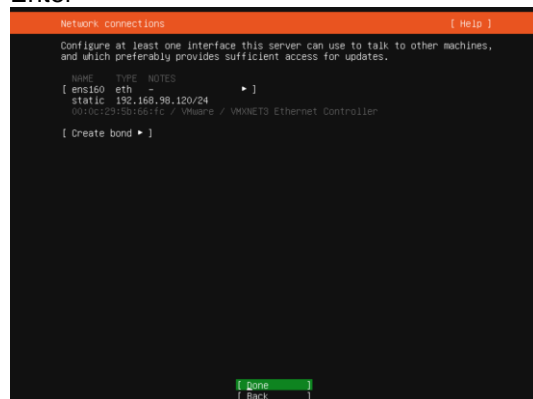 Enter
Network connections [ Help ]
Configure at least one interface this server can use to talk to other machines,
and which preferably provides sufficient access for updates.
NAME TYPE NOTES
[ ens160 eth - ▸ ]
static 192.168.98.120/24
00:0c:29:5b:66:fc / VMware / VMXNET3 Ethernet Controller
[ Create bond ▸ ]
[ Done ]
[ Back ]